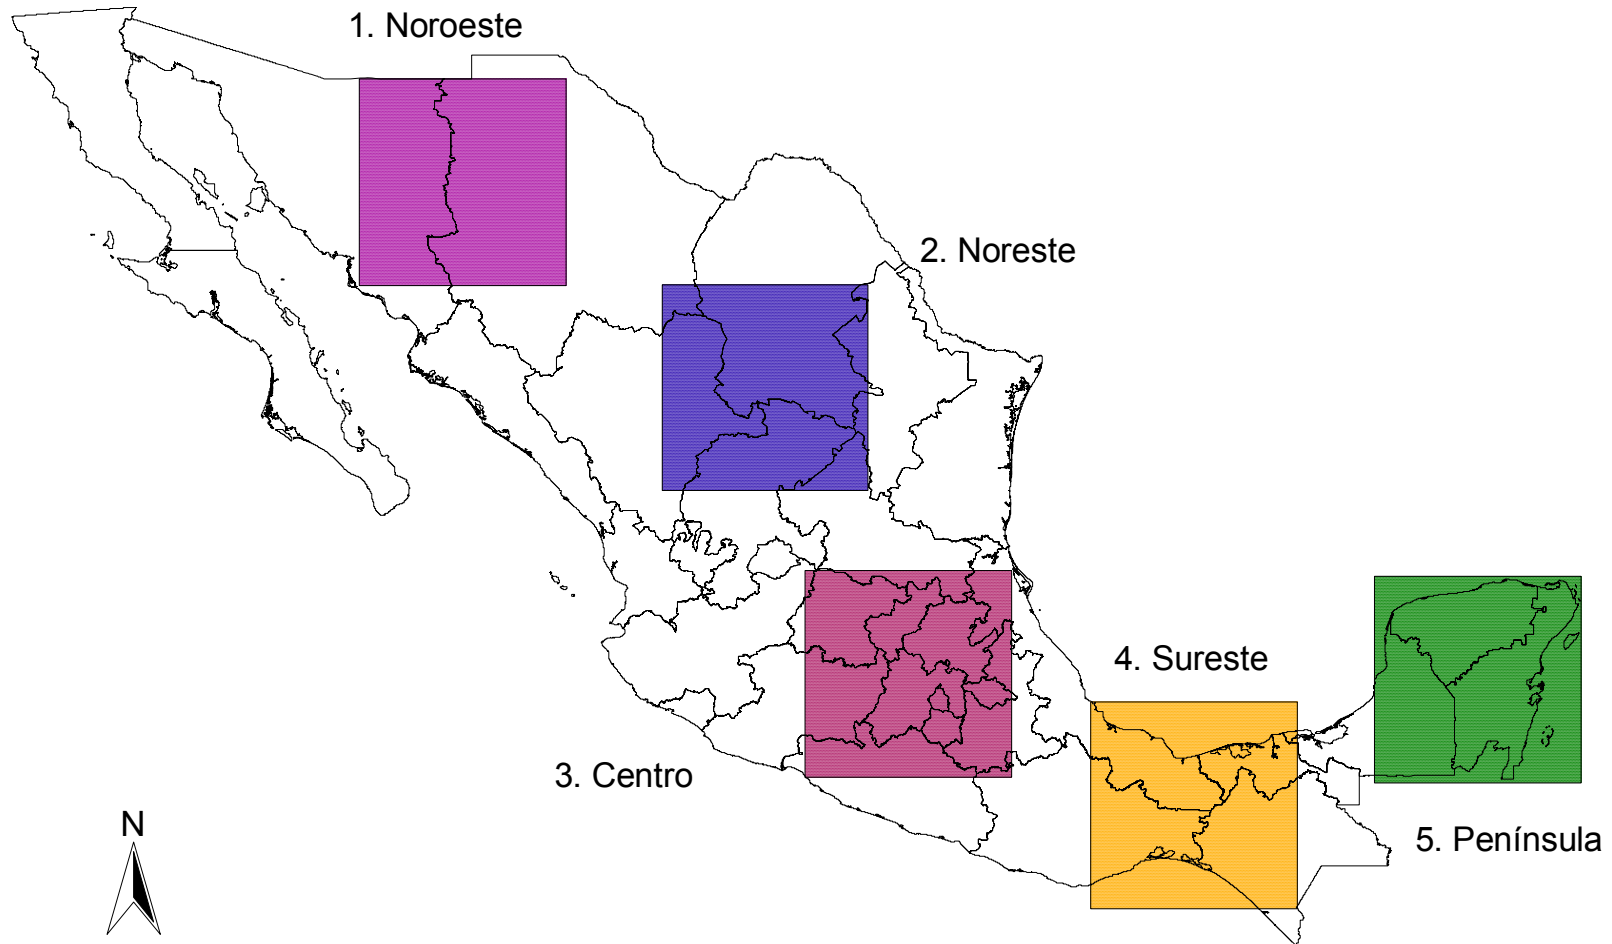 1. Noroeste
2. Noreste
4. Sureste
3. Centro
N
5. Península